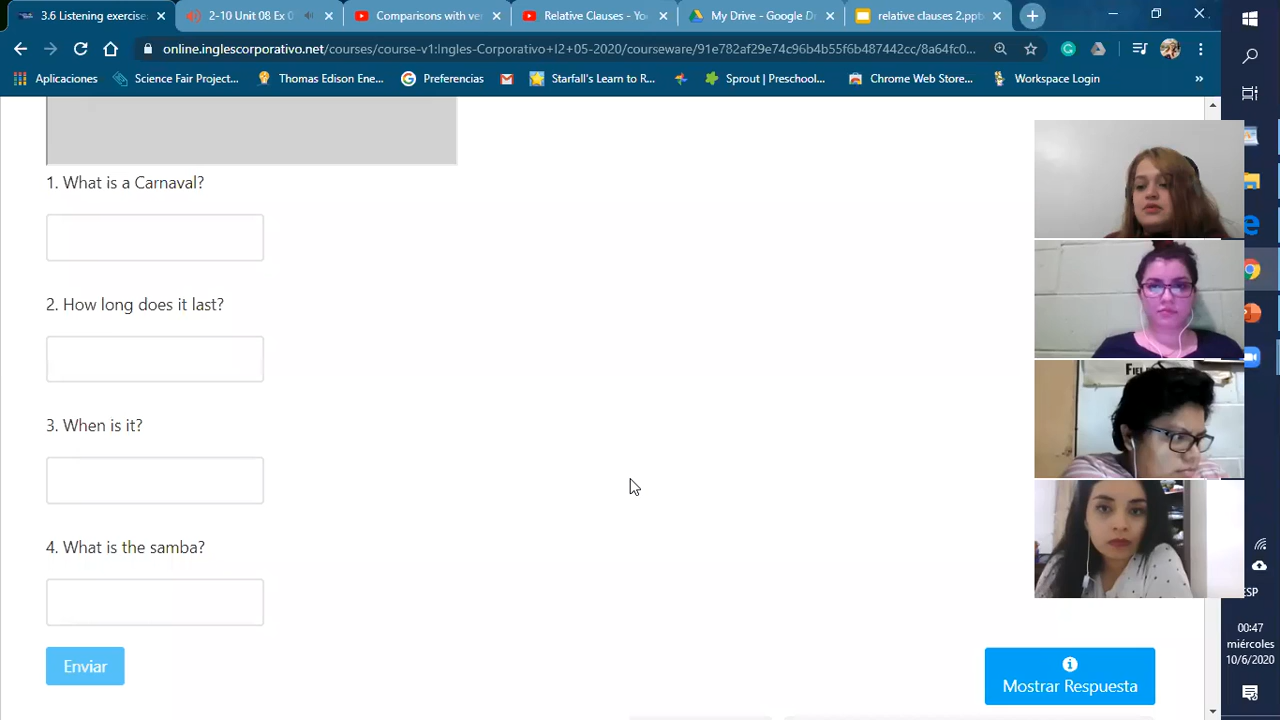 3.6 Listening exercise
2-10 Unit 08 Ex 0
Comparisons with ve
Relative Clauses - Yo
My Drive - Google D
relative clauses 2.ppt
online.inglescorporativo.net/courses/course-v1:Ingles-Corporativo+I2+05-2020/courseware/91e782af29e74c96b4b55f6b487442cc/8a64fc0...
Aplicaciones
Science Fair Project...
Thomas Edison Ene...
Preferencias
Starfall's Learn to R...
Sprout | Preschool...
Chrome Web Store...
Workspace Login
»
1. What is a Carnaval?
2. How long does it last?
3. When is it?
4. What is the samba?
Enviar
Mostrar Respuesta
ESP
00:47
miércoles
10/6/2020